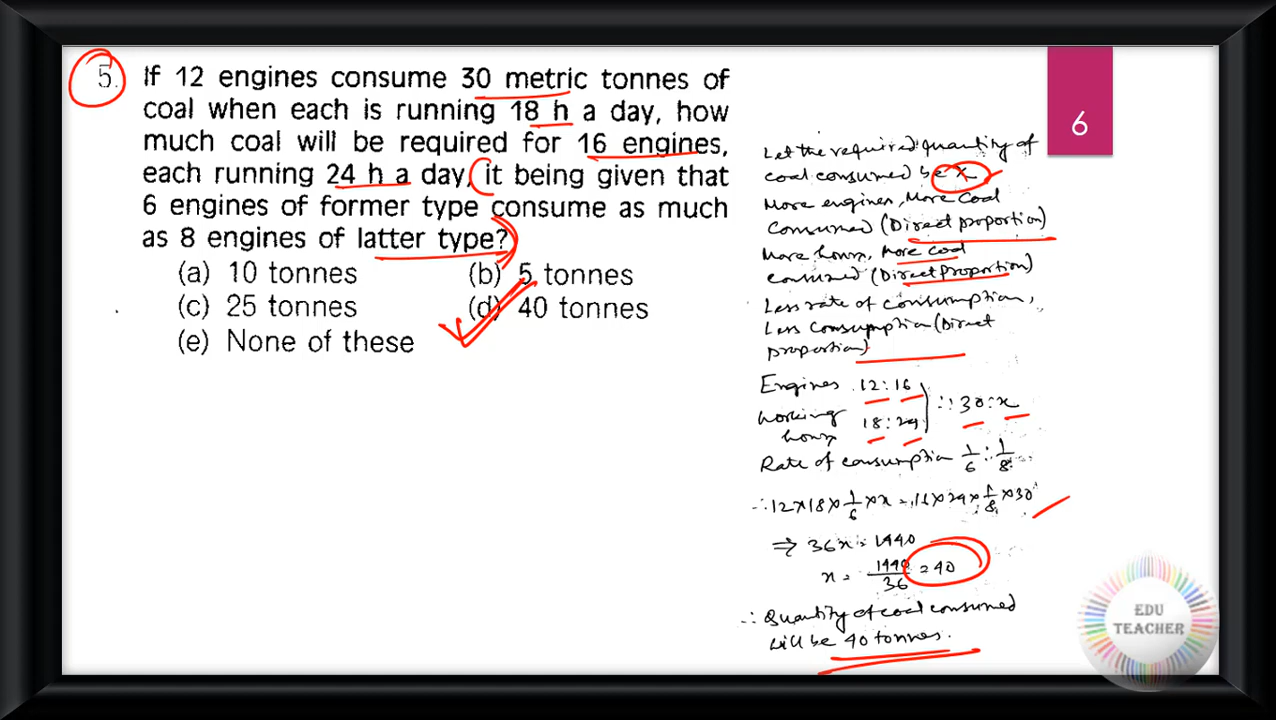 5. If 12 engines consume 30 metric tonnes of
coal when each is running 18 h a day, how
much coal will be required for 16 engines,
each running 24 h a day, (it being given that
6 engines of former type consume as much
as 8 engines of latter type?)
(a) 10 tonnes (b) 5 tonnes
(c) 25 tonnes (d) 40 tonnes
(e) None of these
6
Let the required quantity of
coal consumed be x
More engines, More Coal
Consumed (Direct proportion)
More hours, More coal
consumed (Direct Proportion)
Less rate of consumption,
Less Consumption (Direct
proportion)
Engines 12:16
∴ 30:x
Working 18:24
hours
Rate of consumption 1/6 : 1/8
∴ 12×18×1/6×x = 16×24×1/8×30
⇒ 36x = 1440
x = 1440/36 = 40
∴ Quantity of coal consumed
will be 40 tonnes.
EDU
TEACHER